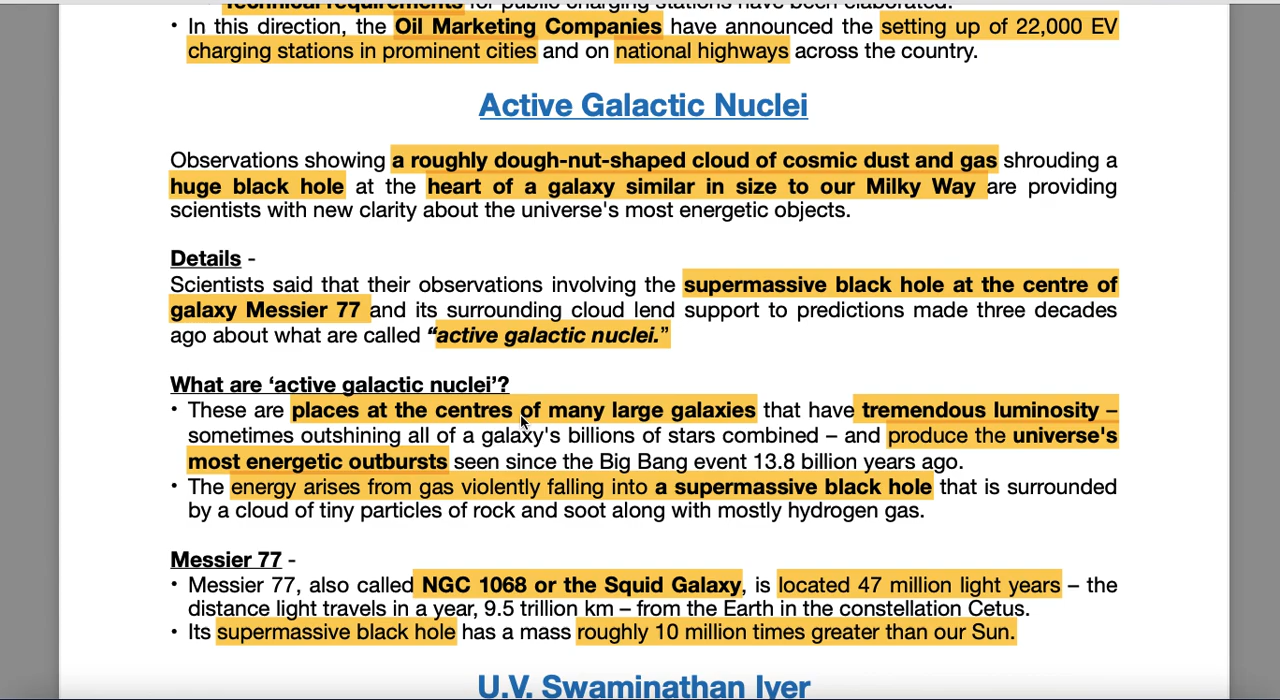 Technical requirements for public charging stations have been elaborated.
• In this direction, the Oil Marketing Companies have announced the setting up of 22,000 EV
charging stations in prominent cities and on national highways across the country.
Active Galactic Nuclei
Observations showing a roughly dough-nut-shaped cloud of cosmic dust and gas shrouding a
huge black hole at the heart of a galaxy similar in size to our Milky Way are providing
scientists with new clarity about the universe's most energetic objects.
Details -
Scientists said that their observations involving the supermassive black hole at the centre of
galaxy Messier 77 and its surrounding cloud lend support to predictions made three decades
ago about what are called “active galactic nuclei.”
What are ‘active galactic nuclei’?
• These are places at the centres of many large galaxies that have tremendous luminosity –
sometimes outshining all of a galaxy's billions of stars combined – and produce the universe's
most energetic outbursts seen since the Big Bang event 13.8 billion years ago.
• The energy arises from gas violently falling into a supermassive black hole that is surrounded
by a cloud of tiny particles of rock and soot along with mostly hydrogen gas.
Messier 77 -
• Messier 77, also called NGC 1068 or the Squid Galaxy, is located 47 million light years – the
distance light travels in a year, 9.5 trillion km – from the Earth in the constellation Cetus.
• Its supermassive black hole has a mass roughly 10 million times greater than our Sun.
U.V. Swaminathan Iyer